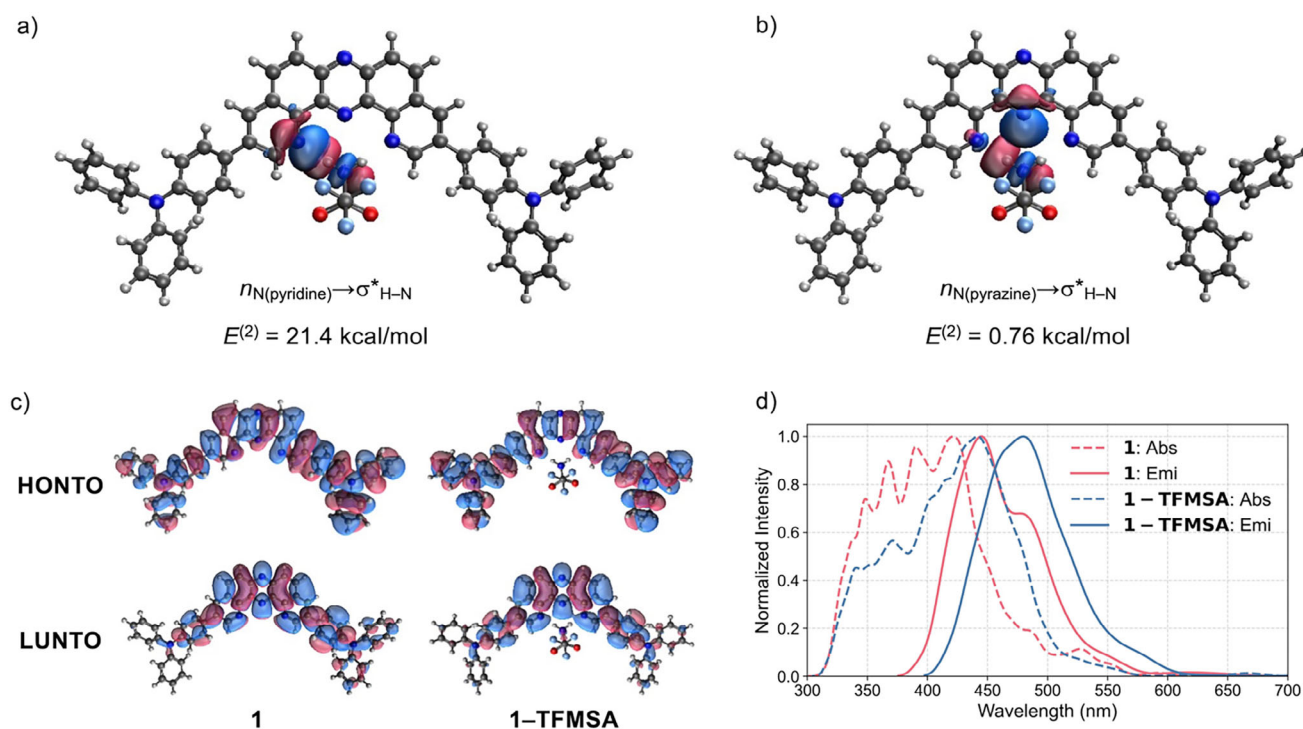 a)
b)
nN(pyridine)→σ*H–N
E(2) = 21.4 kcal/mol
nN(pyrazine)→σ*H–N
E(2) = 0.76 kcal/mol
c)
HONTO
LUNTO
1
1–TFMSA
d)
Normalized Intensity
1.0
0.8
0.6
0.4
0.2
0.0
1: Abs
1: Emi
1 – TFMSA: Abs
1 – TFMSA: Emi
300 350 400 450 500 550 600 650 700
Wavelength (nm)